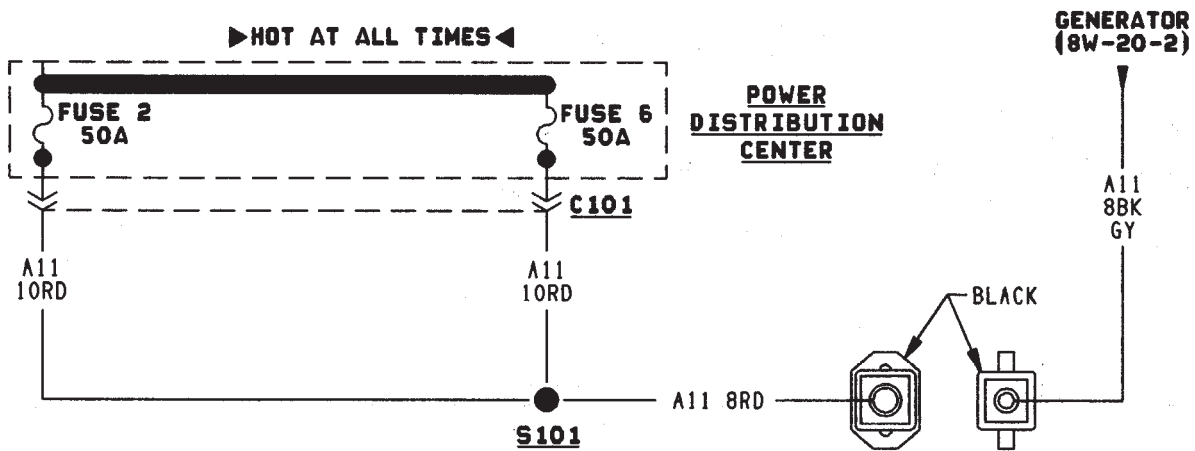 ▶HOT AT ALL TIMES◀
GENERATOR
(8W-20-2)
FUSE 2
50A
FUSE 6
50A
POWER
DISTRIBUTION
CENTER
C101
A11
10RD
A11
10RD
A11
8BK
GY
BLACK
A11 8RD
S101